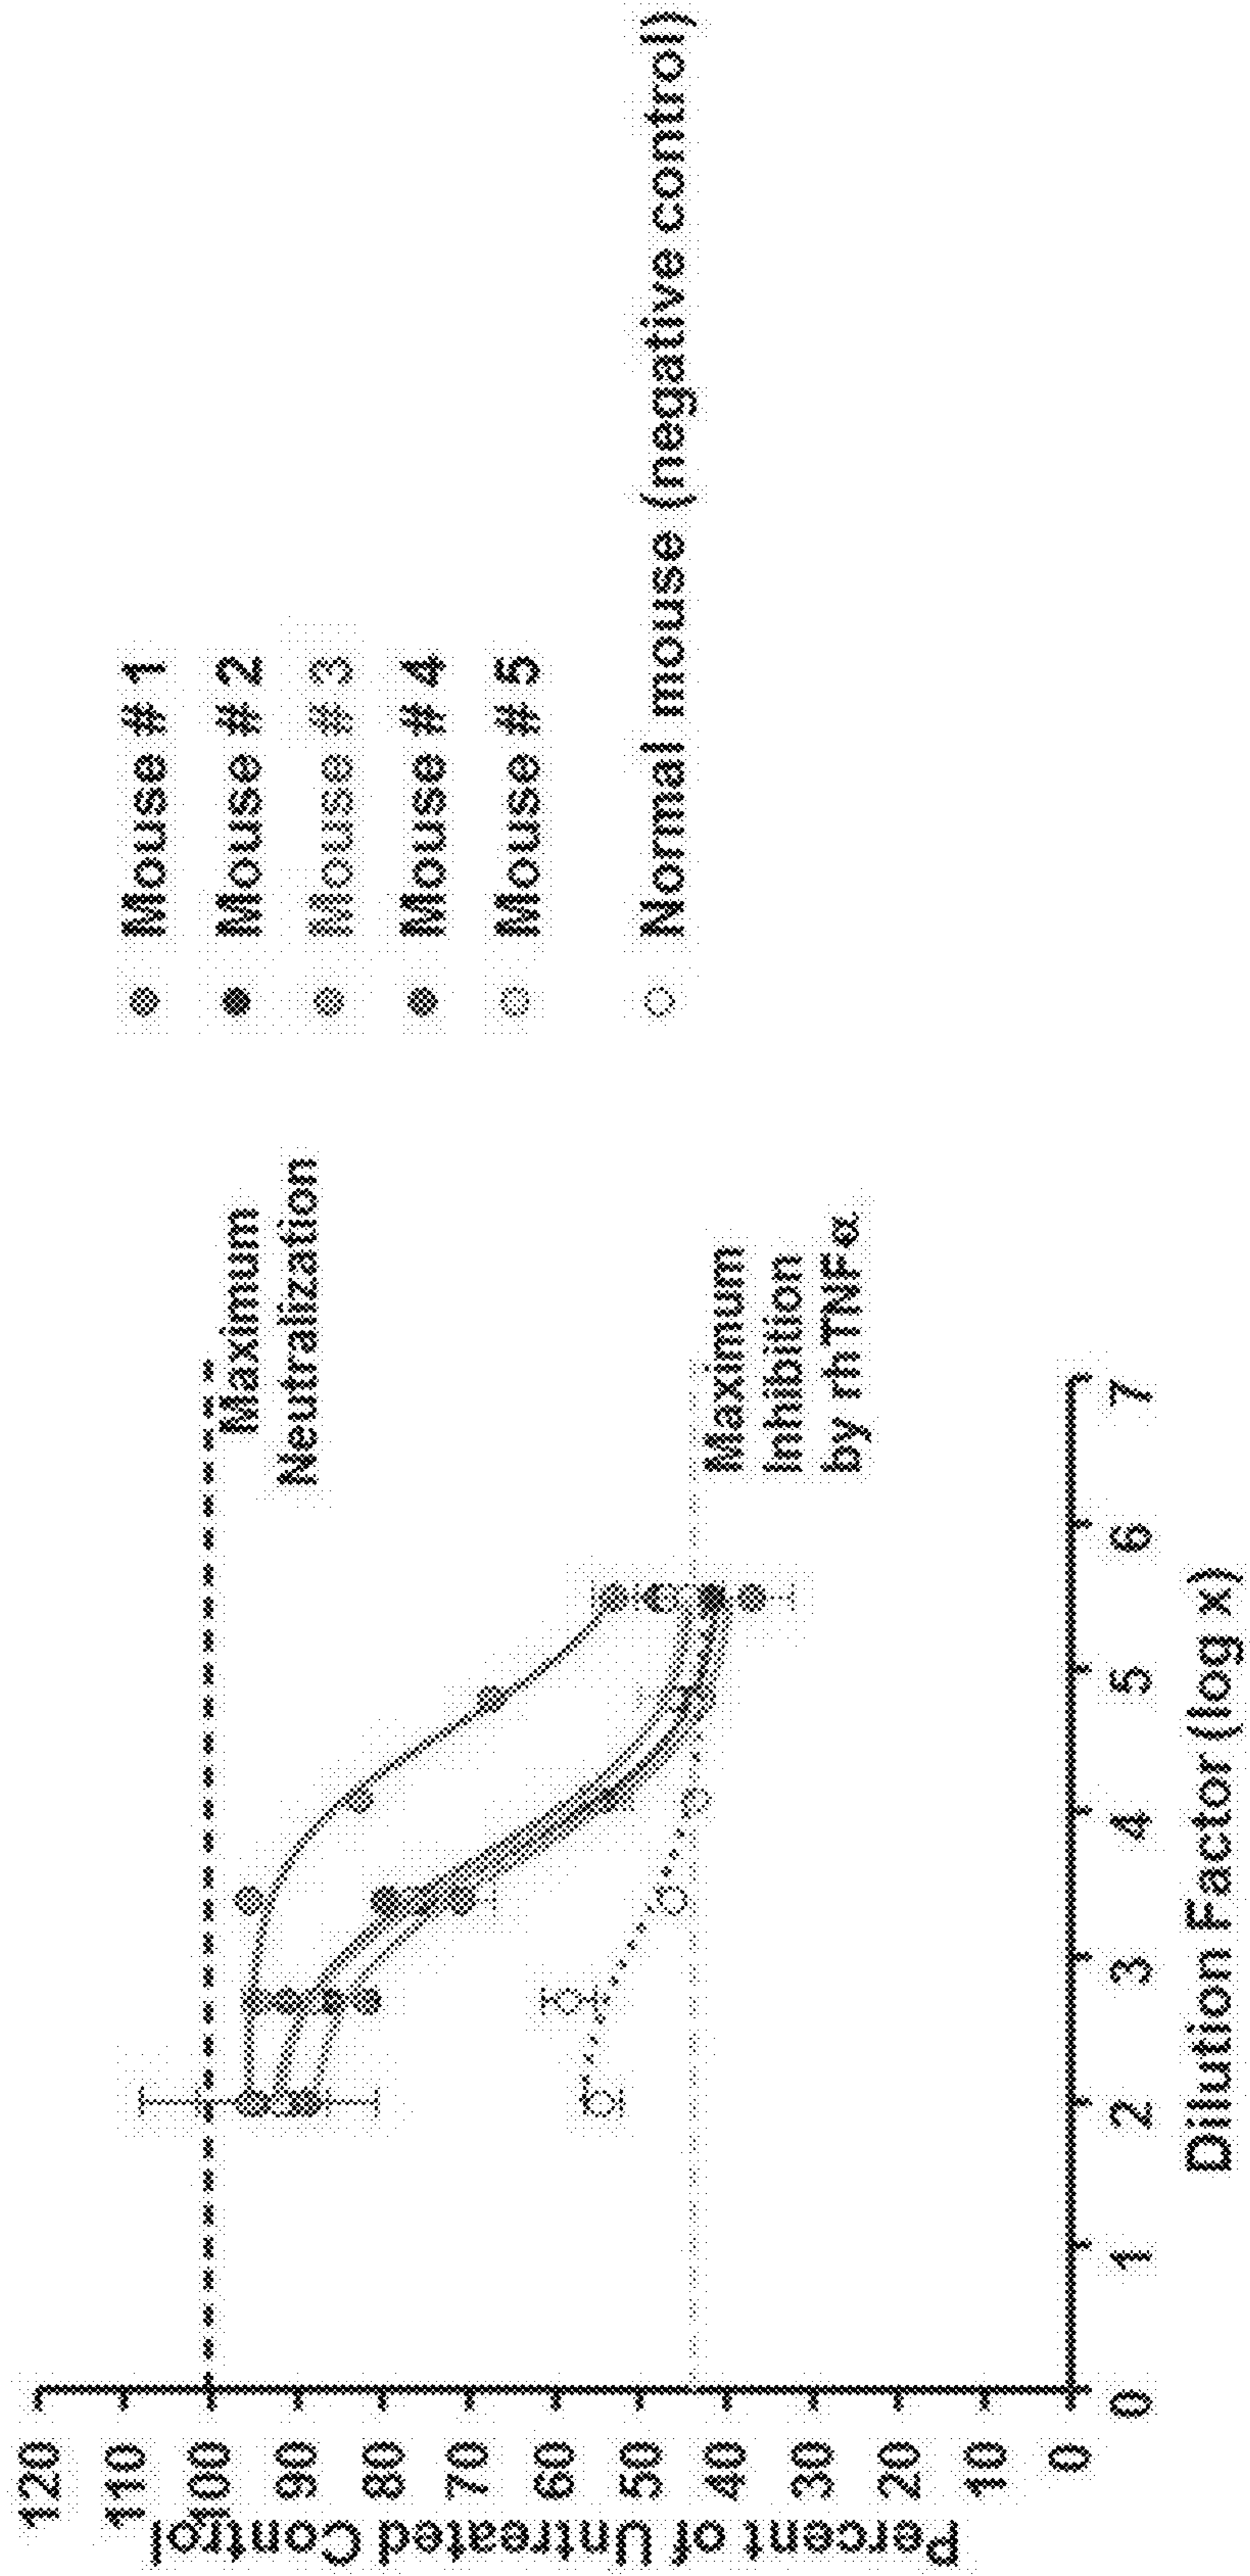 Percent of Untreated Control
120
110
100
90
80
70
60
50
40
30
20
10
0
0
1
2
3
4
5
6
7
Dilution Factor (log x)
Maximum
Neutralization
Maximum
Inhibition
by rhTNFα
Mouse # 1
Mouse # 2
Mouse # 3
Mouse # 4
Mouse # 5
Normal mouse (negative control)